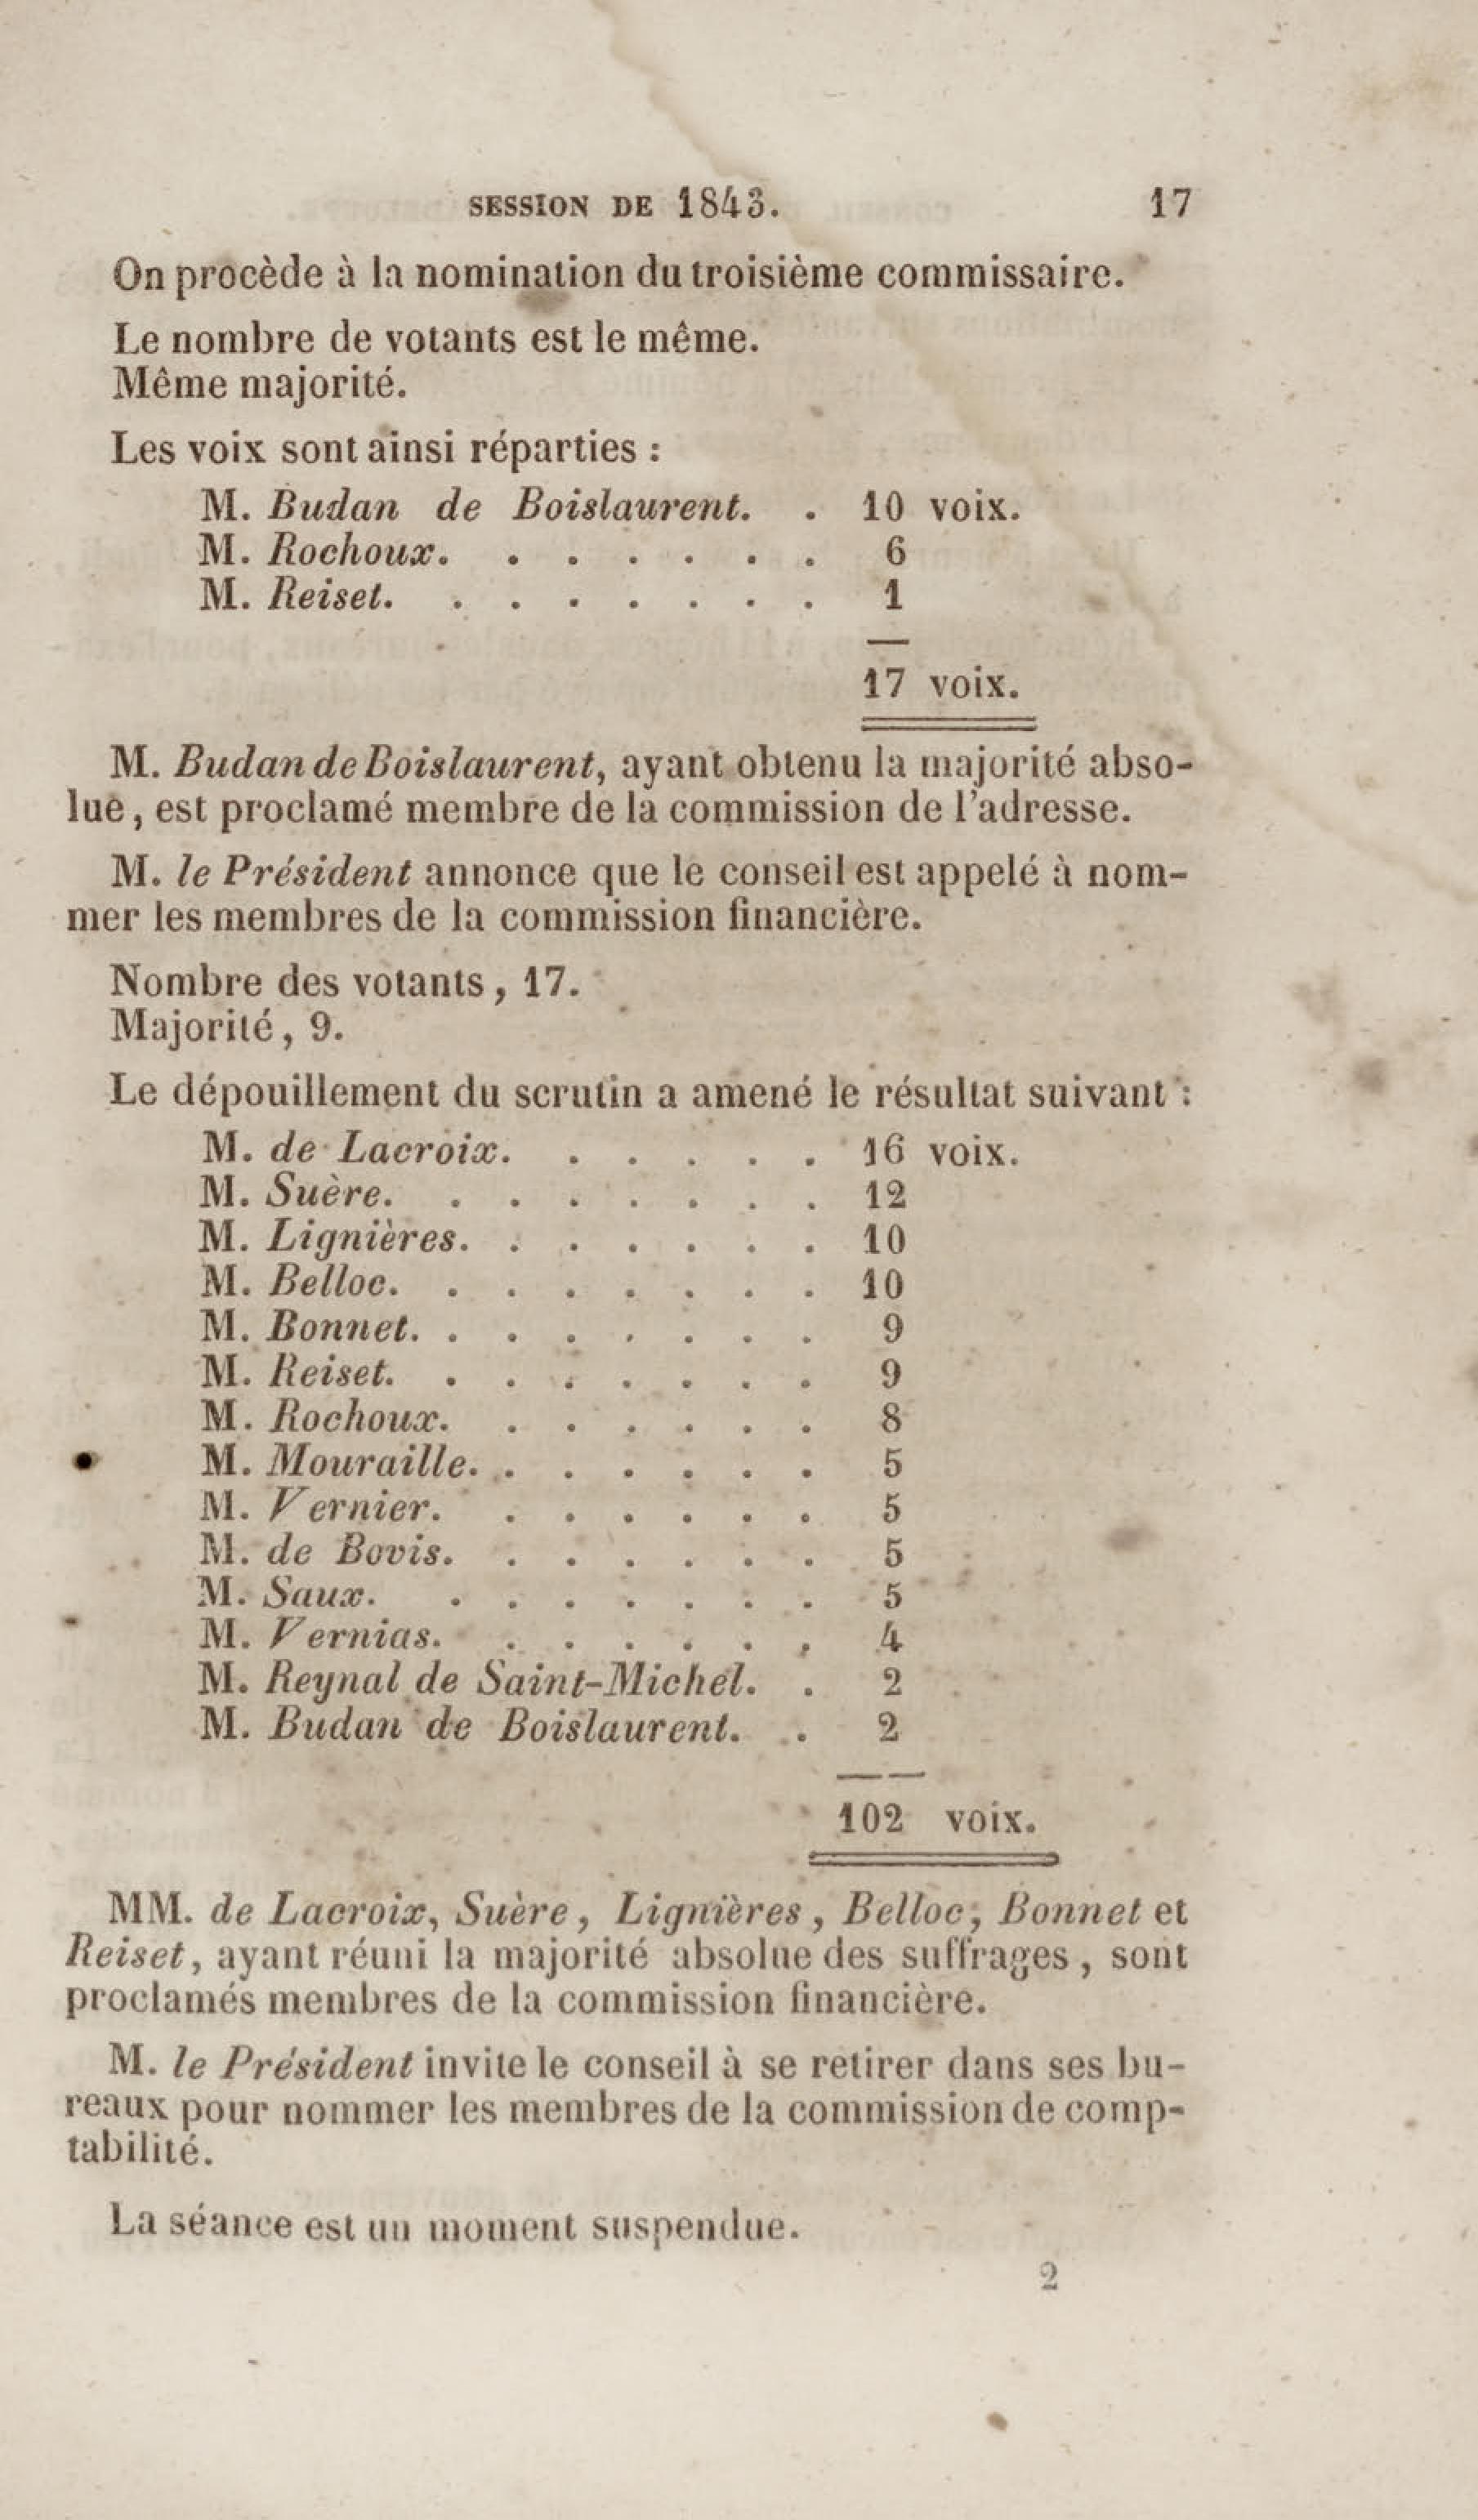 SESSION DE 1843. 17
On procède à la nomination du troisième commissaire.
Le nombre de votants est le même.
Même majorité.
Les voix sont ainsi réparties :
M. Budan de Boislaurent. . 10 voix.
M. Rochoux. . . . . . . 6
M. Reiset. . . . . . . . 1
17 voix.
M. Budan de Boislaurent, ayant obtenu la majorité abso-
lue, est proclamé membre de la commission de l'adresse.
M. le Président annonce que le conseil est appelé à nom-
mer les membres de la commission financière.
Nombre des votants, 17.
Majorité, 9.
Le dépouillement du scrutin a amené le résultat suivant :
M. de Lacroix. . . . . . 16 voix.
M. Suère. . . . . . . . 12
M. Lignières. . . . . . . 10
M. Belloc. . . . . . . . 10
M. Bonnet. . . . . . . . 9
M. Reiset. . . . . . . . 9
M. Rochoux. . . . . . . 8
M. Mouraille. . . . . . . 5
M. Vernier. . . . . . . 5
M. de Bovis. . . . . . . 5
M. Saux. . . . . . . . 5
M. Vernias. . . . . . . 4
M. Reynal de Saint-Michel. . 2
M. Budan de Boislaurent. . 2
102 voix.
MM. de Lacroix, Suère, Lignières, Belloc, Bonnet et
Reiset, ayant réuni la majorité absolue des suffrages, sont
proclamés membres de la commission financière.
M. le Président invite le conseil à se retirer dans ses bu-
reaux pour nommer les membres de la commission de comp-
tabilité.
La séance est un moment suspendue.
2